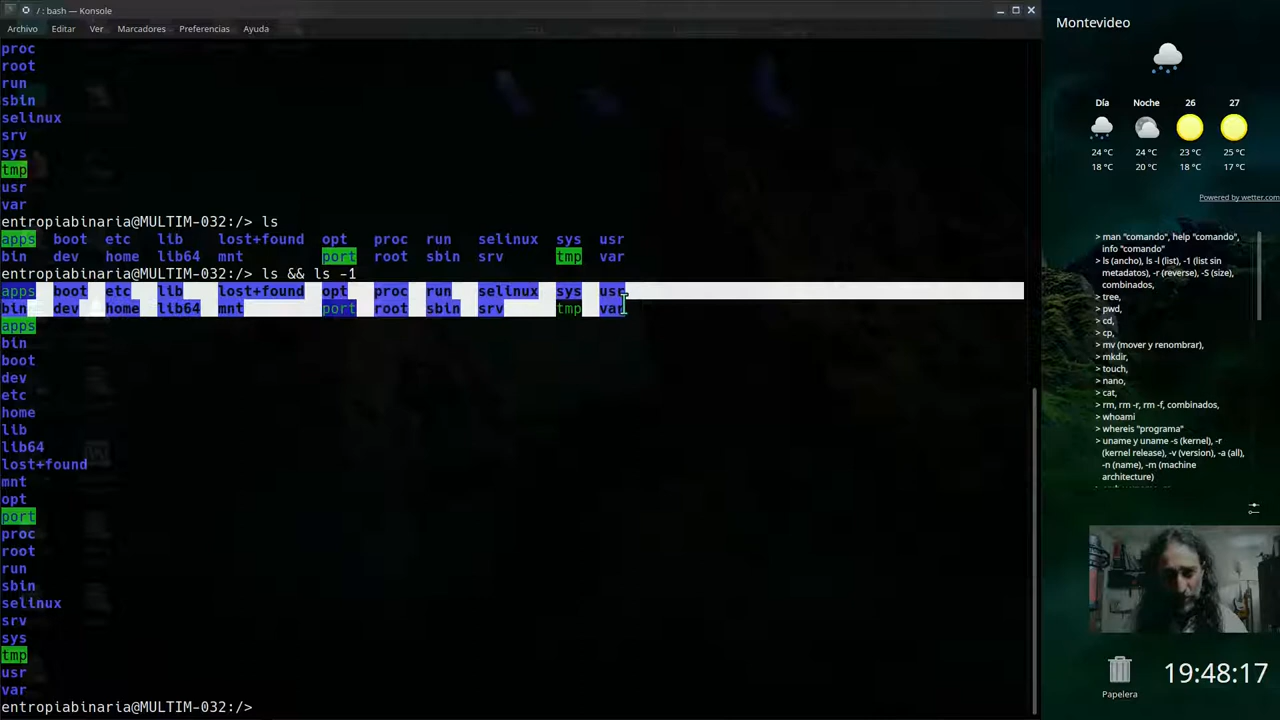 / : bash — Konsole
Archivo Editar Ver Marcadores Preferencias Ayuda
proc
root
run
sbin
selinux
srv
sys
tmp
usr
var
entropiabinaria@MULTIM-032:/> ls
apps boot etc lib lost+found opt proc run selinux sys usr
bin dev home lib64 mnt port root sbin srv tmp var
entropiabinaria@MULTIM-032:/> ls && ls -1
apps boot etc lib lost+found opt proc run selinux sys usr
bin dev home lib64 mnt port root sbin srv tmp var
apps
bin
boot
dev
etc
home
lib
lib64
lost+found
mnt
opt
port
proc
root
run
sbin
selinux
srv
sys
tmp
usr
var
entropiabinaria@MULTIM-032:/>
Montevideo
Día Noche 26 27
24 °C 24 °C 23 °C 25 °C
18 °C 20 °C 18 °C 17 °C
Powered by wetter.com
> man "comando", help "comando",
info "comando"
> ls (ancho), ls -l (list), -1 (list sin
metadatos), -r (reverse), -S (size),
combinados,
> tree,
> pwd,
> cd,
> cp,
> mv (mover y renombrar),
> mkdir,
> touch,
> nano,
> cat,
> rm, rm -r, rm -f, combinados,
> whoami
> whereis "programa"
> uname y uname -s (kernel), -r
(kernel release), -v (version), -a (all),
-n (name), -m (machine
architecture)
Papelera
19:48:17